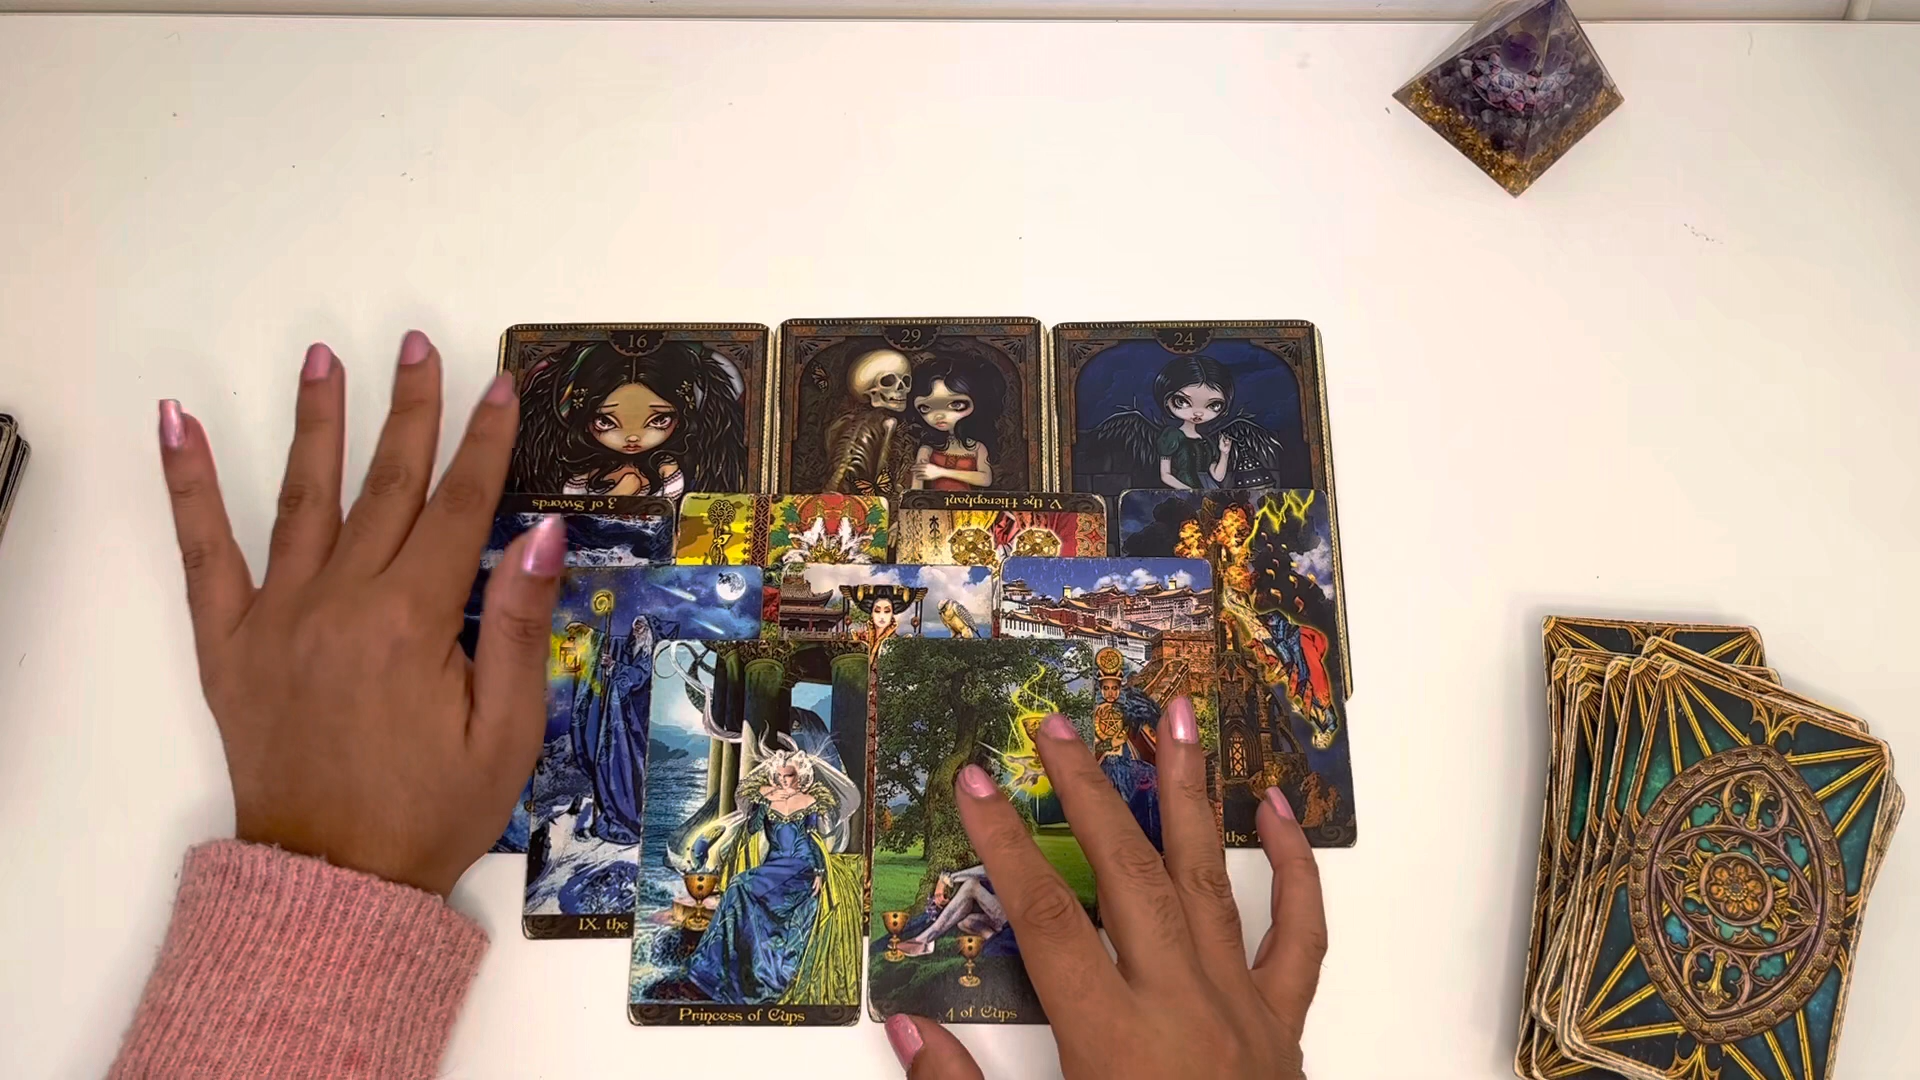 16
29
24
3 of Swords
V. the Hierophant
IX. the
the
Princess of Cups
4 of Cups